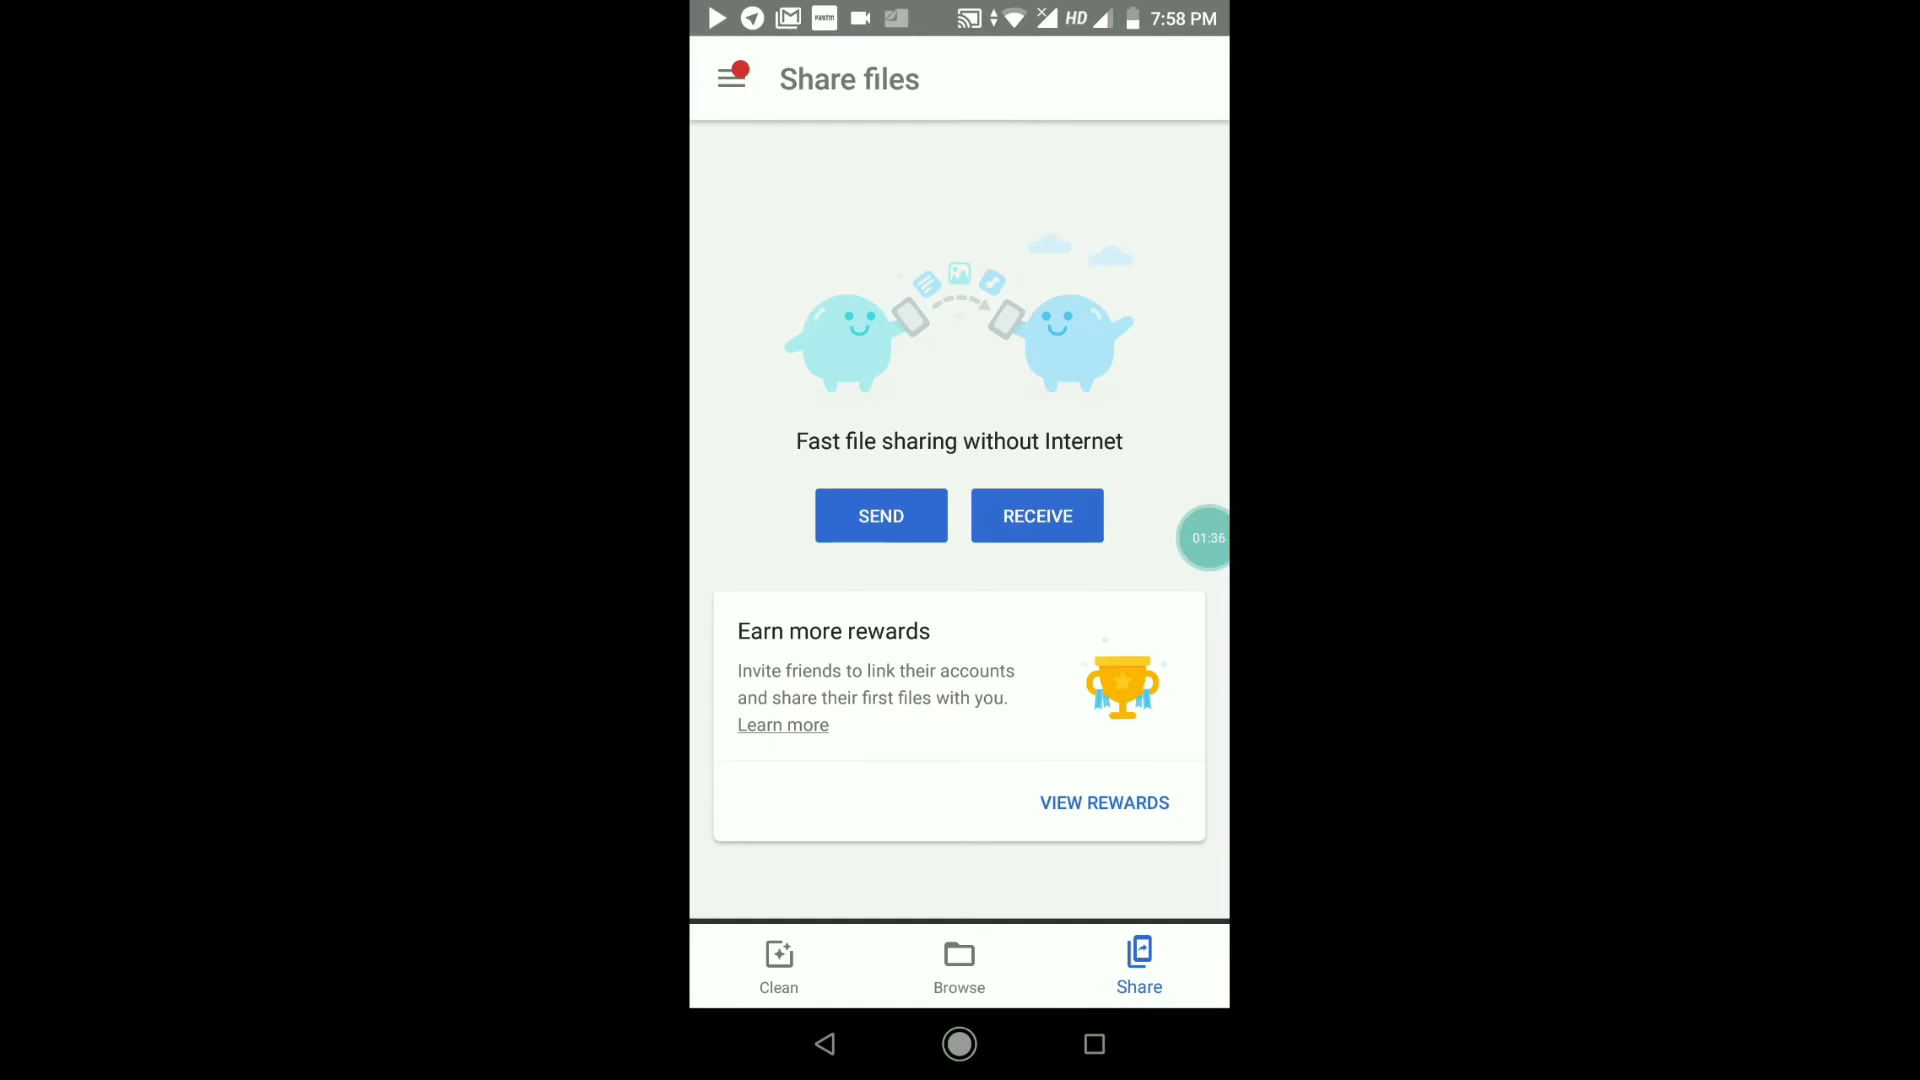 Paytm
HD
7:58 PM
Share files
Fast file sharing without Internet
SEND
RECEIVE
01:36
Earn more rewards
Invite friends to link their accounts
and share their first files with you.
Learn more
VIEW REWARDS
Clean
Browse
Share